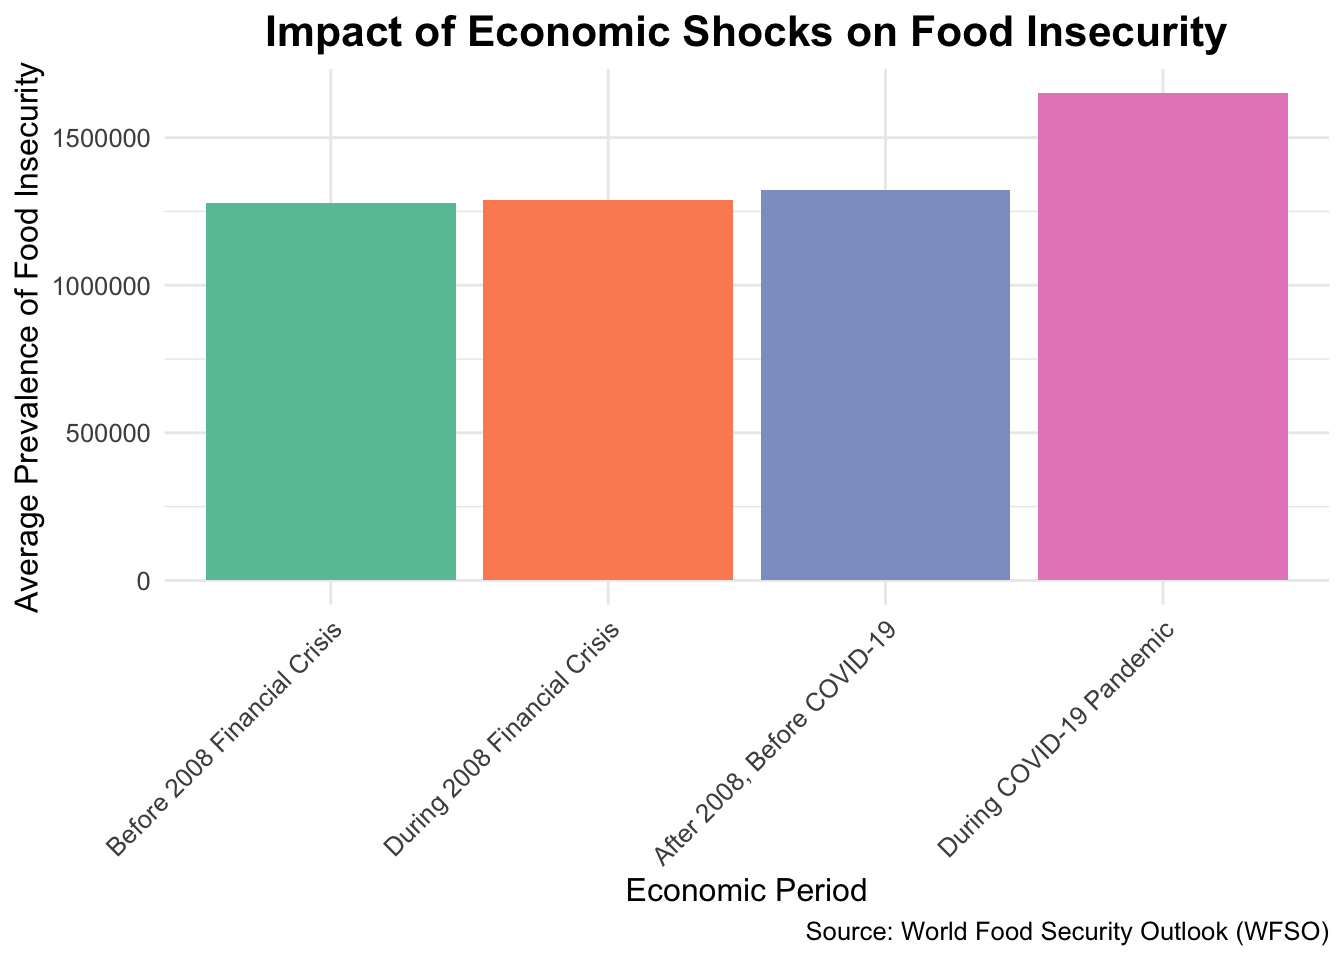 Impact of Economic Shocks on Food Insecurity
Average Prevalence of Food Insecurity
1500000
1000000
500000
0
Before 2008 Financial Crisis
During 2008 Financial Crisis
After 2008, Before COVID-19
During COVID-19 Pandemic
Economic Period
Source: World Food Security Outlook (WFSO)